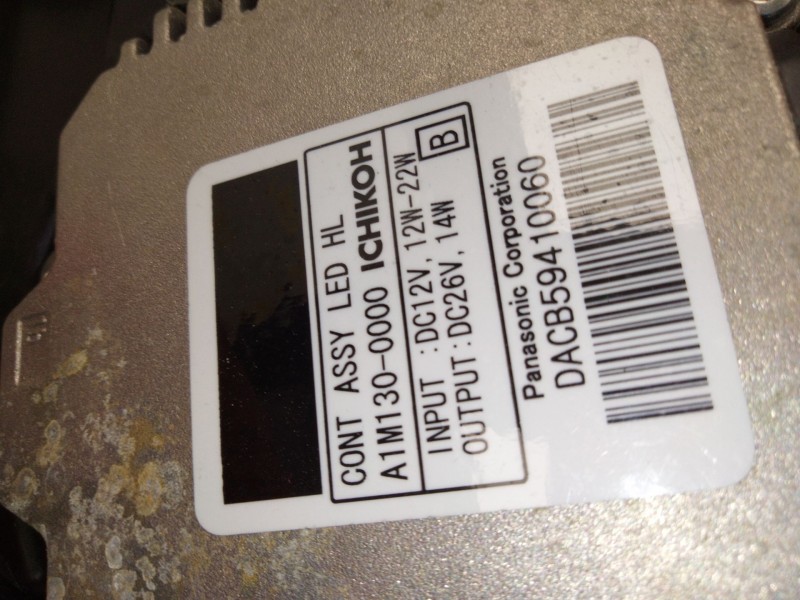 CONT ASSY LED HL
A1M130-0000 ICHIKOH
INPUT :DC12V, 12W-22W
OUTPUT:DC26V, 14W
B
Panasonic Corporation
DACB59410060